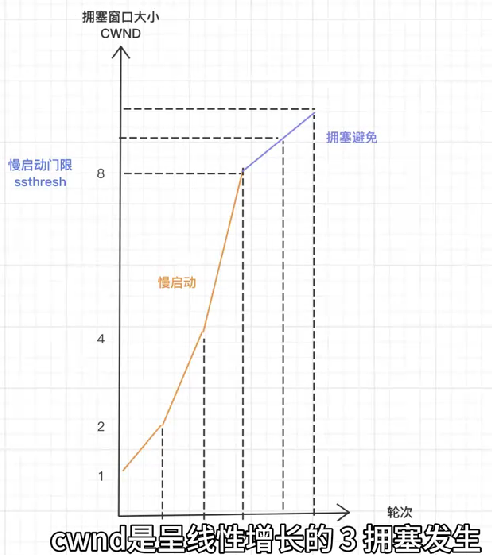 拥塞窗口大小
CWND
慢启动门限
ssthresh
8
拥塞避免
慢启动
4
2
1
轮次
cwnd是呈线性增长的 3 拥塞发生